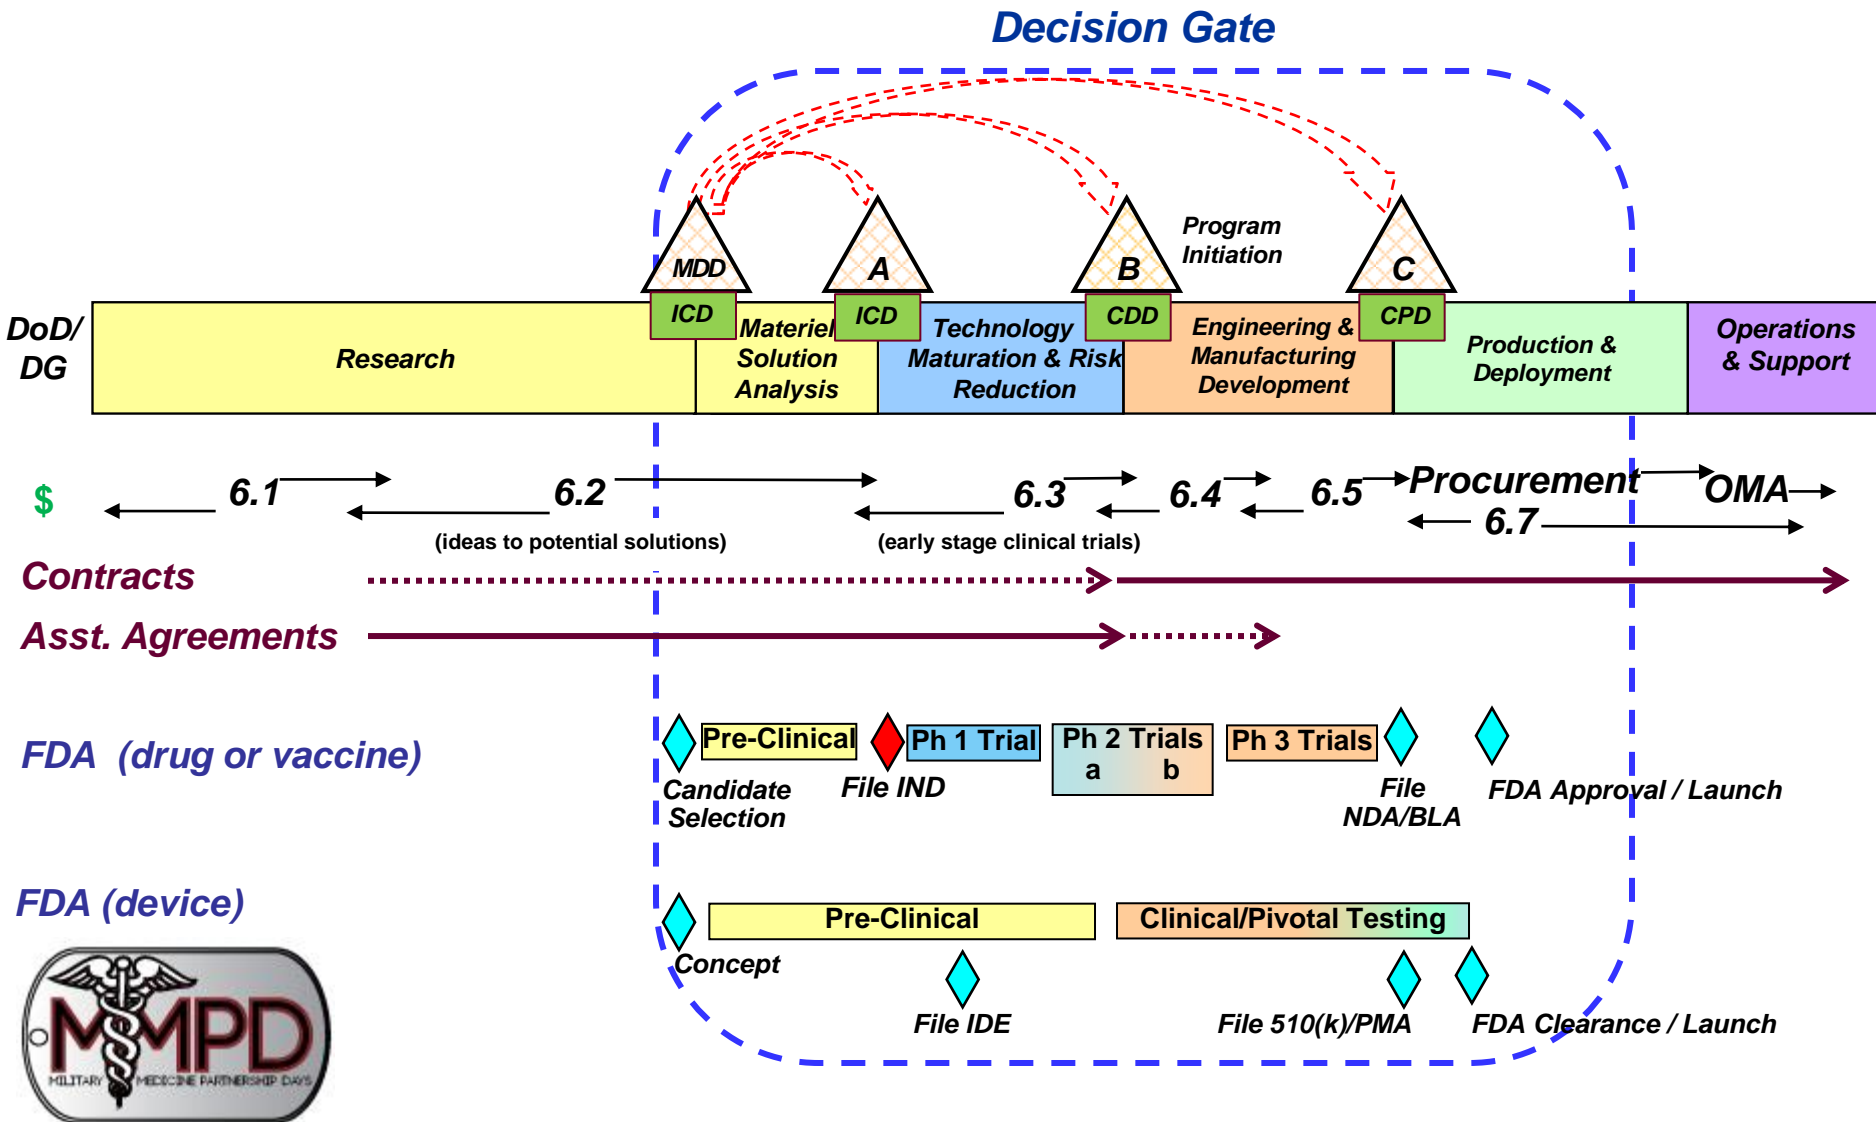 Decision Gate
Program
Initiation
MDD
A
B
C
ICD
ICD
CDD
CPD
DoD/
DG
Research
Materiel
Solution
Analysis
Technology
Maturation & Risk
Reduction
Engineering &
Manufacturing
Development
Production &
Deployment
Operations
& Support
$
6.1
6.2
6.3
6.4
6.5
Procurement
OMA
6.7
(ideas to potential solutions)
(early stage clinical trials)
Contracts
Asst. Agreements
FDA (drug or vaccine)
Pre-Clinical
Ph 1 Trial
Ph 2 Trials
a b
Ph 3 Trials
Candidate
Selection
File IND
File
NDA/BLA
FDA Approval / Launch
FDA (device)
Pre-Clinical
Clinical/Pivotal Testing
Concept
File IDE
File 510(k)/PMA
FDA Clearance / Launch
MMPD
MILITARY MEDICINE PARTNERSHIP DAYS